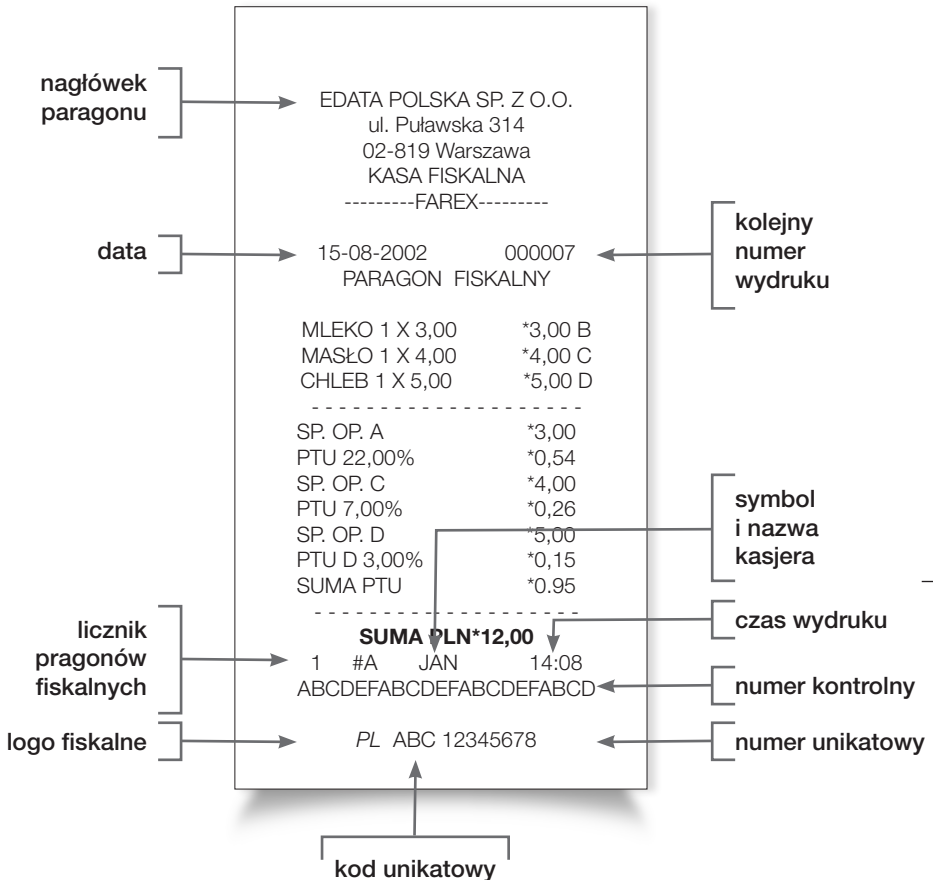 nagłówek
paragonu
EDATA POLSKA SP. Z O.O.
ul. Puławska 314
02-819 Warszawa
KASA FISKALNA
---------FAREX---------
data
15-08-2002 000007
kolejny
numer
wydruku
PARAGON FISKALNY
MLEKO 1 X 3,00 *3,00 B
MASŁO 1 X 4,00 *4,00 C
CHLEB 1 X 5,00 *5,00 D
- - - - - - - - - - - - - - - - - - - - - -
SP. OP. A *3,00
PTU 22,00% *0,54
SP. OP. C *4,00
PTU 7,00% *0,26
SP. OP. D *5,00
PTU D 3,00% *0,15
SUMA PTU *0.95
symbol
i nazwa
kasjera
- - - - - - - - - - - - - - - - - - - - - -
SUMA PLN*12,00
czas wydruku
licznik
pragonów
fiskalnych
1 #A JAN 14:08
ABCDEFABCDEFABCDEFABCD
numer kontrolny
logo fiskalne
PL ABC 12345678
numer unikatowy
kod unikatowy